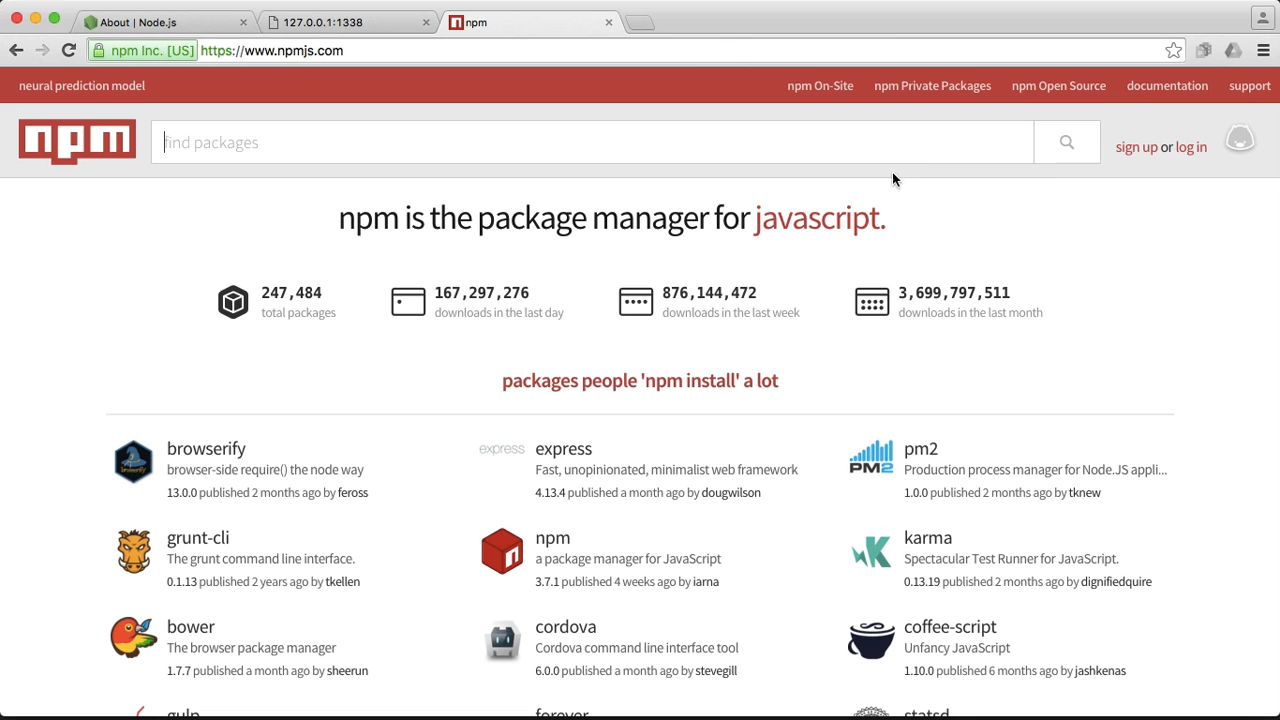 About | Node.js
127.0.0.1:1338
npm
npm Inc. [US] https://www.npmjs.com
neural prediction model
npm On-Site
npm Private Packages
npm Open Source
documentation
support
npm
find packages
sign up or log in
npm is the package manager for javascript.
247,484
total packages
167,297,276
downloads in the last day
876,144,472
downloads in the last week
3,699,797,511
downloads in the last month
packages people 'npm install' a lot
browserify
browser-side require() the node way
13.0.0 published 2 months ago by feross
express
express
Fast, unopinionated, minimalist web framework
4.13.4 published a month ago by dougwilson
PM2
pm2
Production process manager for Node.JS appli...
1.0.0 published 2 months ago by tknew
grunt-cli
The grunt command line interface.
0.1.13 published 2 years ago by tkellen
npm
a package manager for JavaScript
3.7.1 published 4 weeks ago by iarna
karma
Spectacular Test Runner for JavaScript.
0.13.19 published 2 months ago by dignifiedquire
bower
The browser package manager
1.7.7 published a month ago by sheerun
cordova
Cordova command line interface tool
6.0.0 published a month ago by stevegill
coffee-script
Unfancy JavaScript
1.10.0 published 6 months ago by jashkenas
gulp
forever
statsd